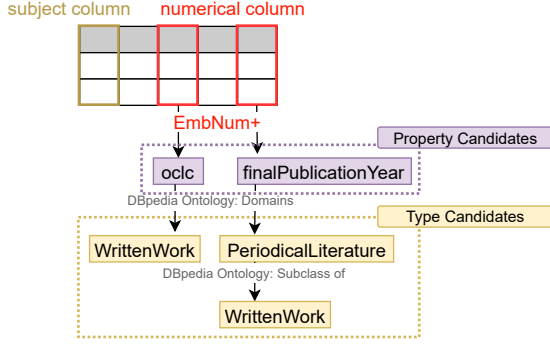 subject column
numerical column
EmbNum+
Property Candidates
oclc
finalPublicationYear
DBpedia Ontology: Domains
Type Candidates
WrittenWork
PeriodicalLiterature
DBpedia Ontology: Subclass of
WrittenWork